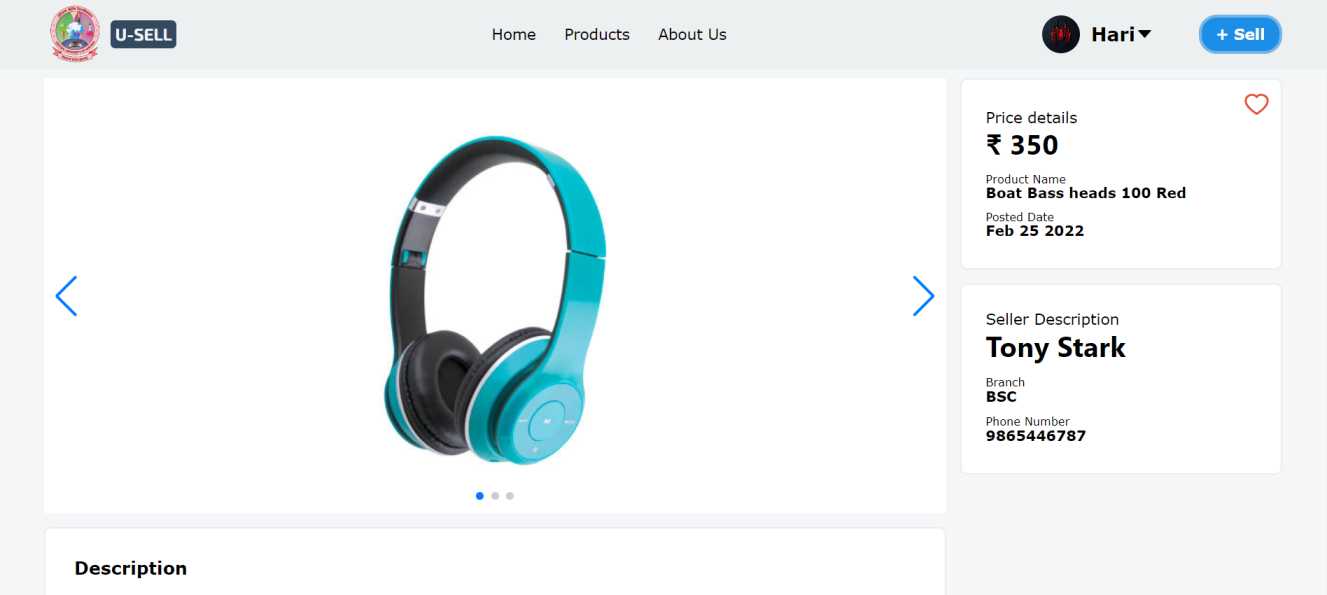 U-SELL
Home Products About Us
Hari
+ Sell
Price details
₹ 350
Product Name
Boat Bass heads 100 Red
Posted Date
Feb 25 2022
Seller Description
Tony Stark
Branch
BSC
Phone Number
9865446787
Description